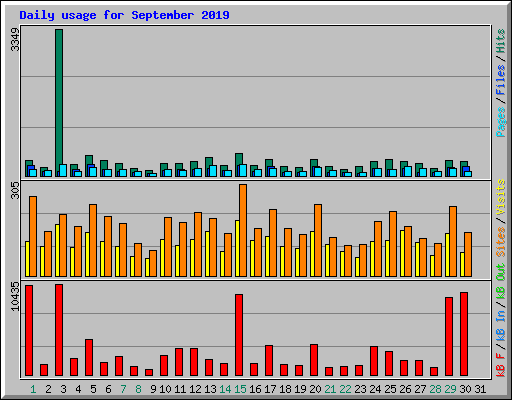 Daily usage for September 2019
3349
Pages / Files / Hits
305
Sites / Visits
10435
kB F / kB In / kB Out
1 2 3 4 5 6 7 8 9 10 11 12 13 14 15 16 17 18 19 20 21 22 23 24 25 26 27 28 29 30 31